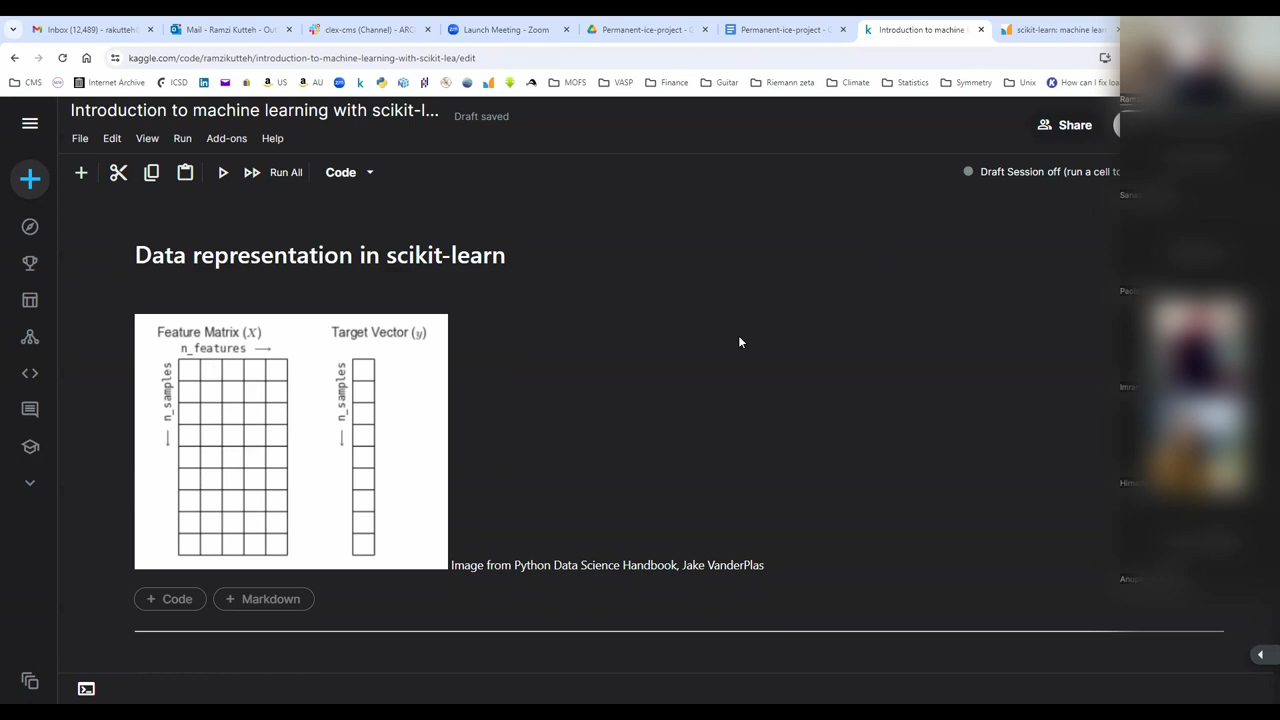 Inbox (12,489) - rakutteh
Mail - Ramzi Kutteh - Out
clex-cms (Channel) - ARC
Launch Meeting - Zoom
Permanent-ice-project - G
Permanent-ice-project - G
Introduction to machine l
scikit-learn: machine lear
kaggle.com/code/ramzikutteh/introduction-to-machine-learning-with-scikit-lea/edit
CMS
Internet Archive
ICSD
US
AU
MOFS
VASP
Finance
Guitar
Riemann zeta
Climate
Statistics
Symmetry
Unix
How can I fix loa
Introduction to machine learning with scikit-l...
Draft saved
Share
File Edit View Run Add-ons Help
Run All
Code
Draft Session off (run a cell to
Data representation in scikit-learn
Feature Matrix (X)
n_features
n_samples
Target Vector (y)
n_samples
Image from Python Data Science Handbook, Jake VanderPlas
+ Code
+ Markdown